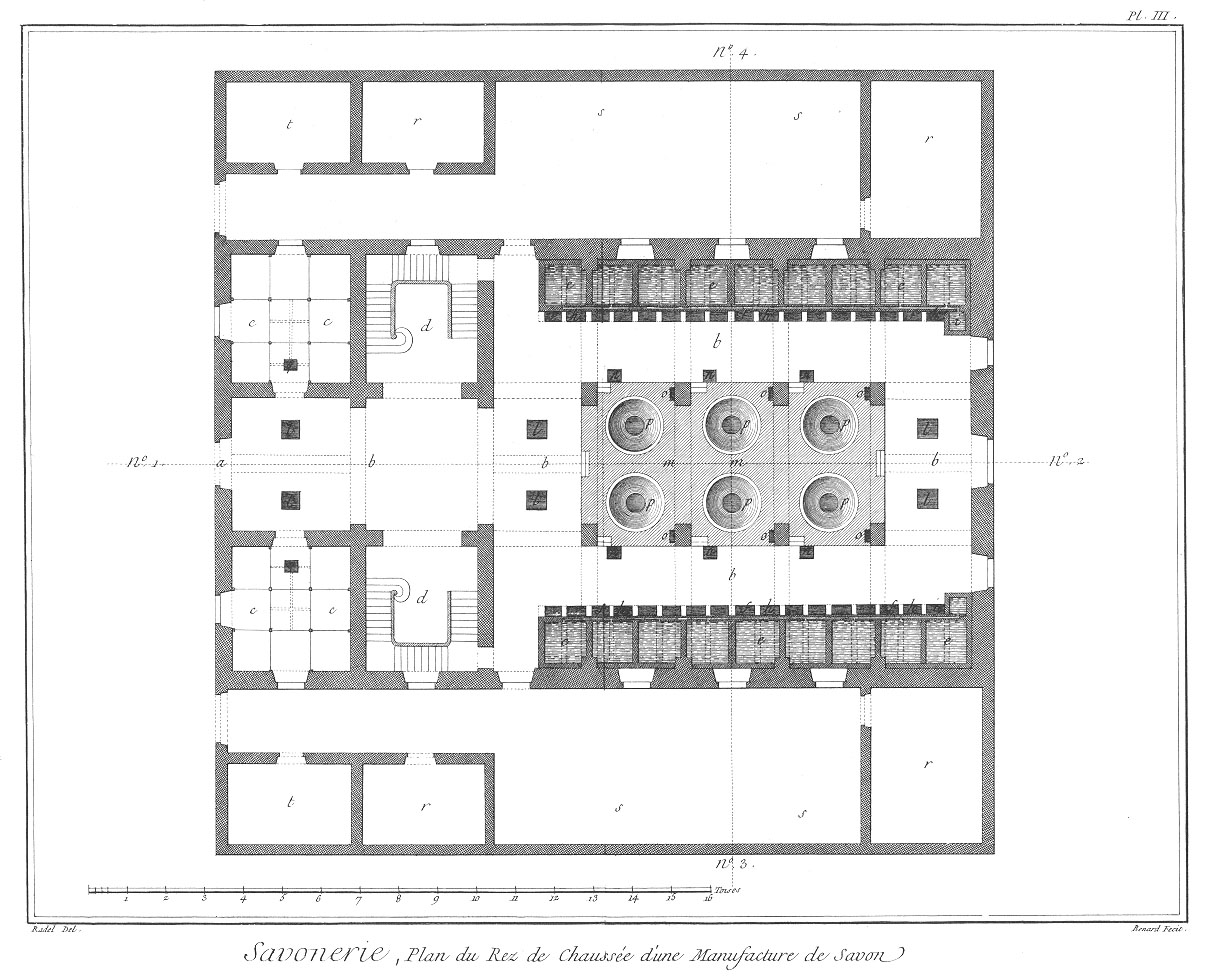 Pl. III.
N.º 4.
s
s
t
r
r
e
e
e
i
c
c
d
b
n
n
n
o
o
o
l
l
l
p
p
p
N.º 1.
a
b
b
m
m
b
N.º 2.
p
p
p
l
l
o
o
o
n
b
c
c
d
f
h
f
h
e
e
e
t
r
s
s
r
N.º 3.
Toises
1 2 3 4 5 6 7 8 9 10 11 12 13 14 15 16
Radel Del. Benard Fecit.
Savonerie, Plan du Rez de Chaussée d'une Manufacture de Savon